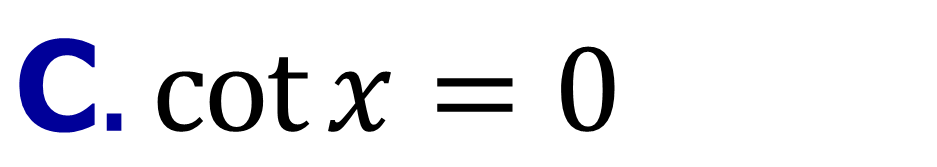 C. cot x = 0